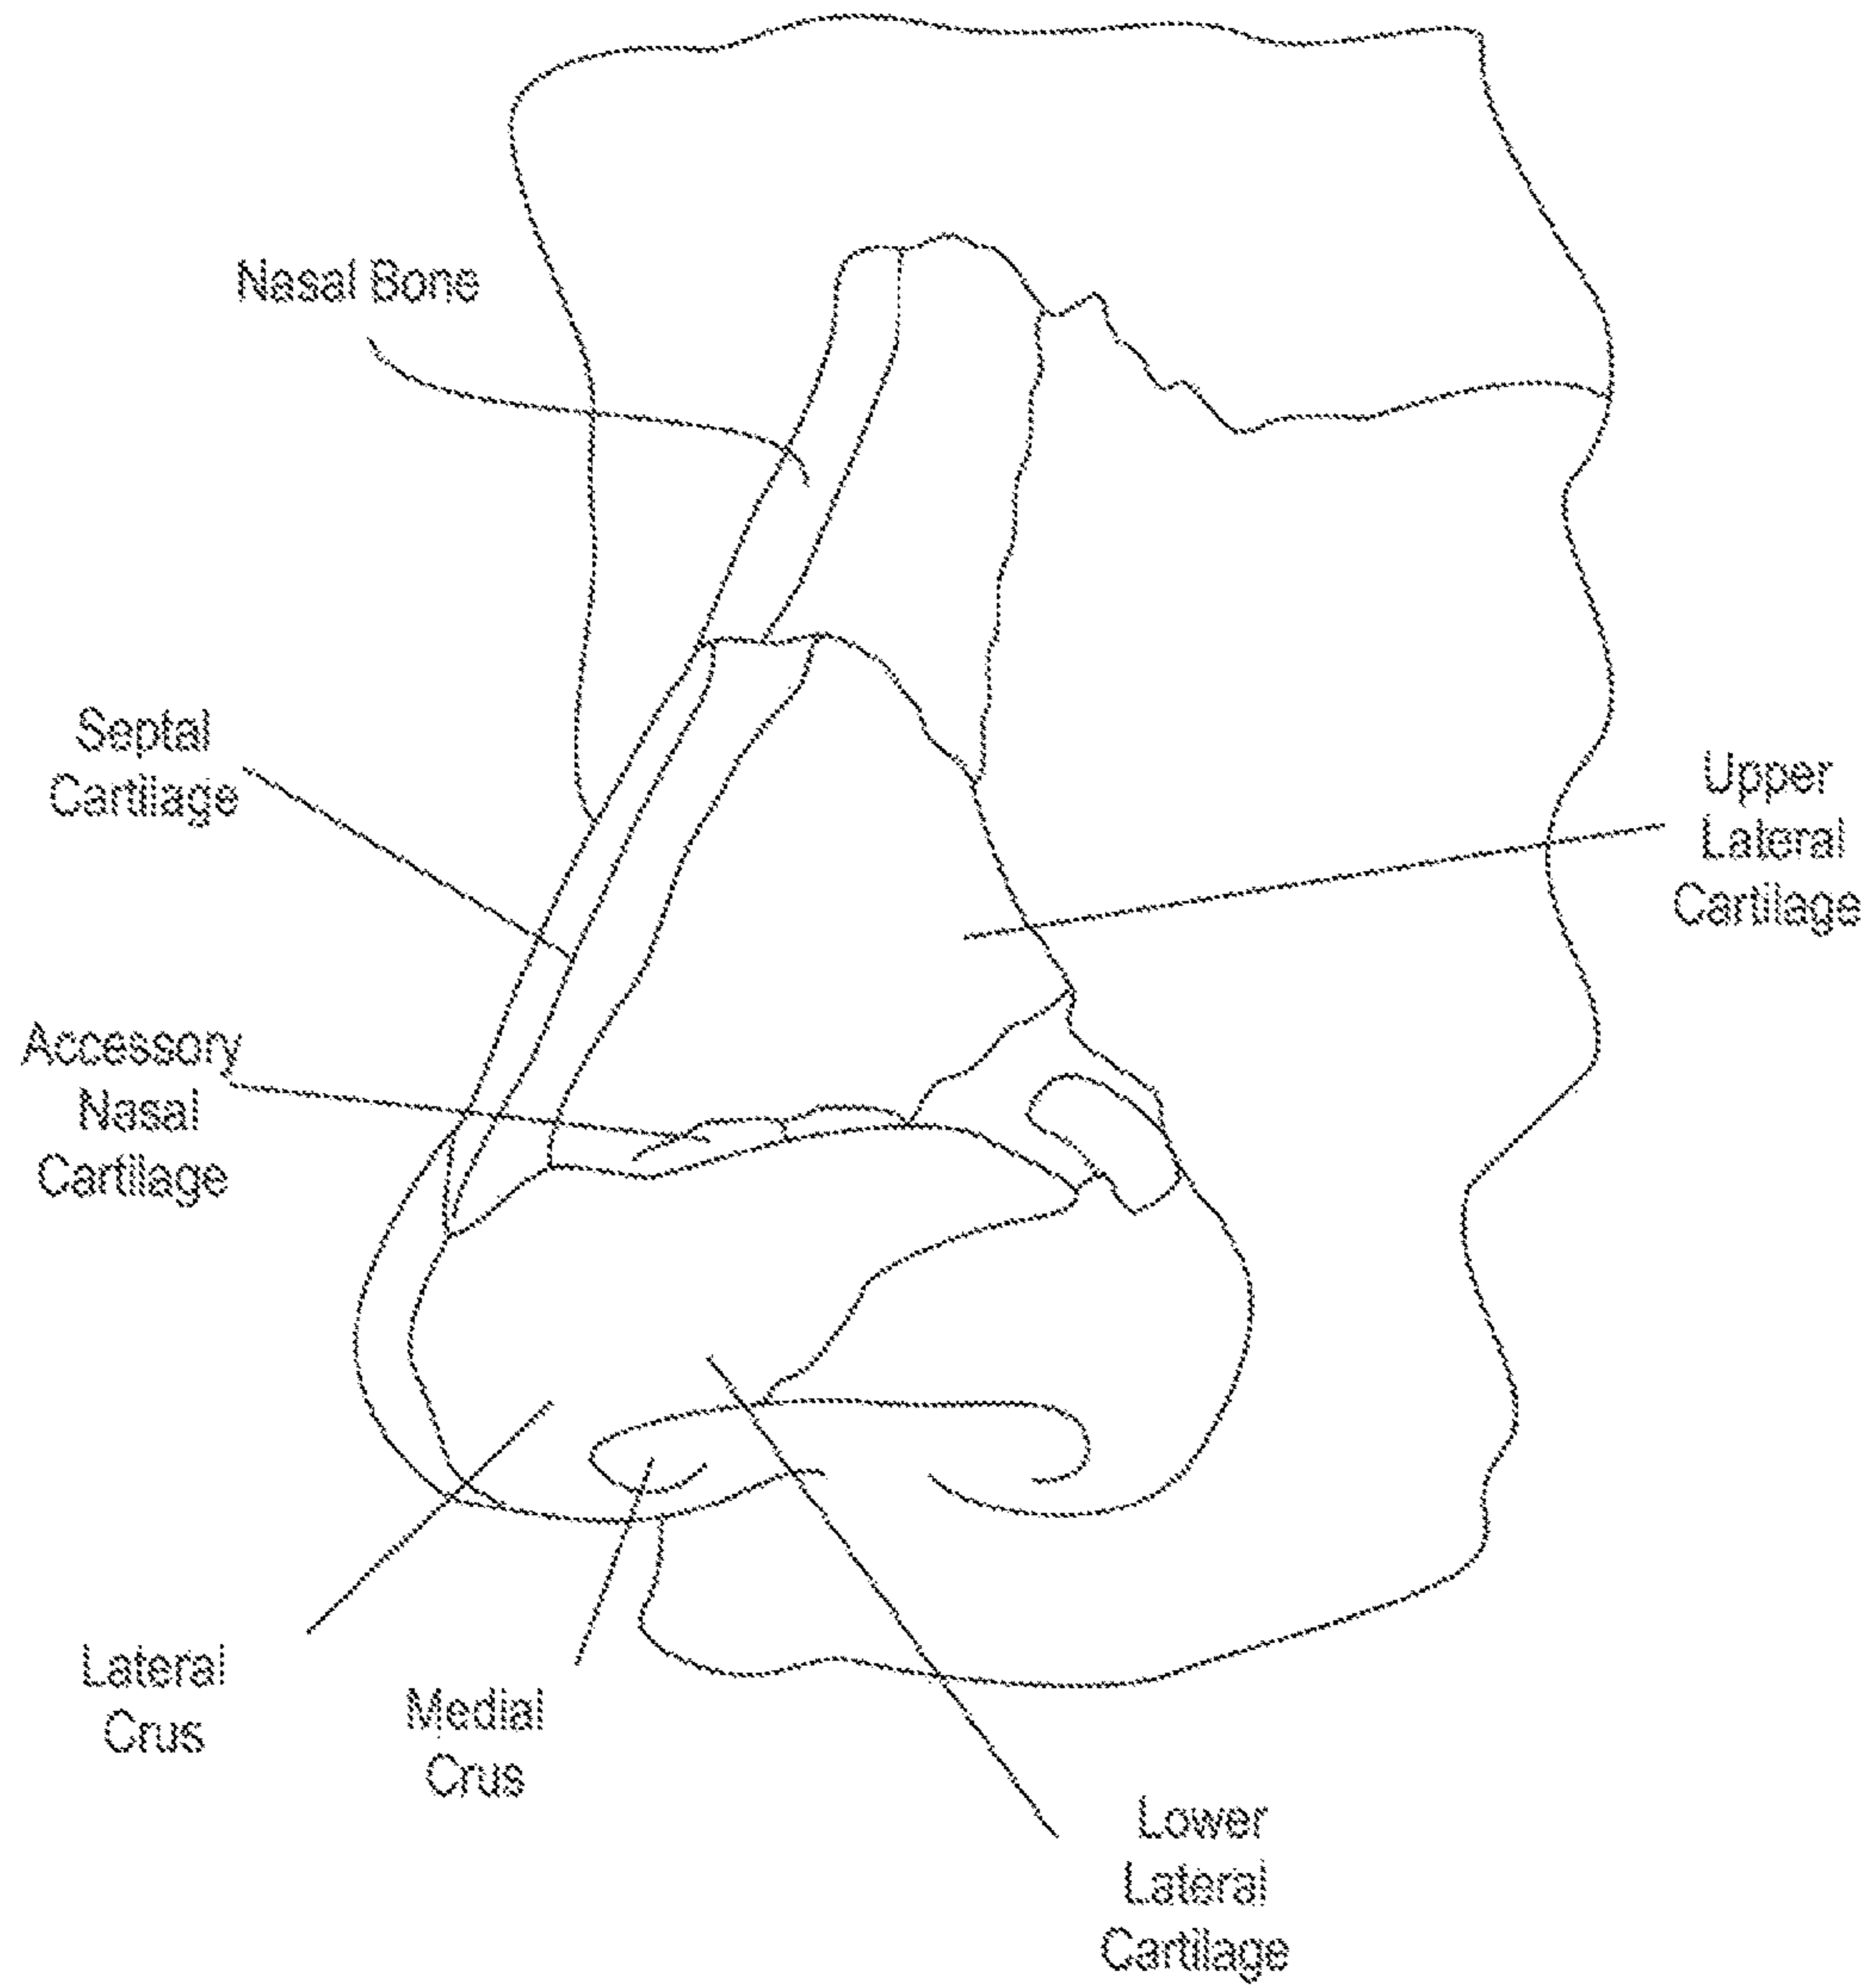 Nasal Bone
Septal
Cartilage
Upper
Lateral
Cartilage
Accessory
Nasal
Cartilage
Lateral
Crus
Medial
Crus
Lower
Lateral
Cartilage